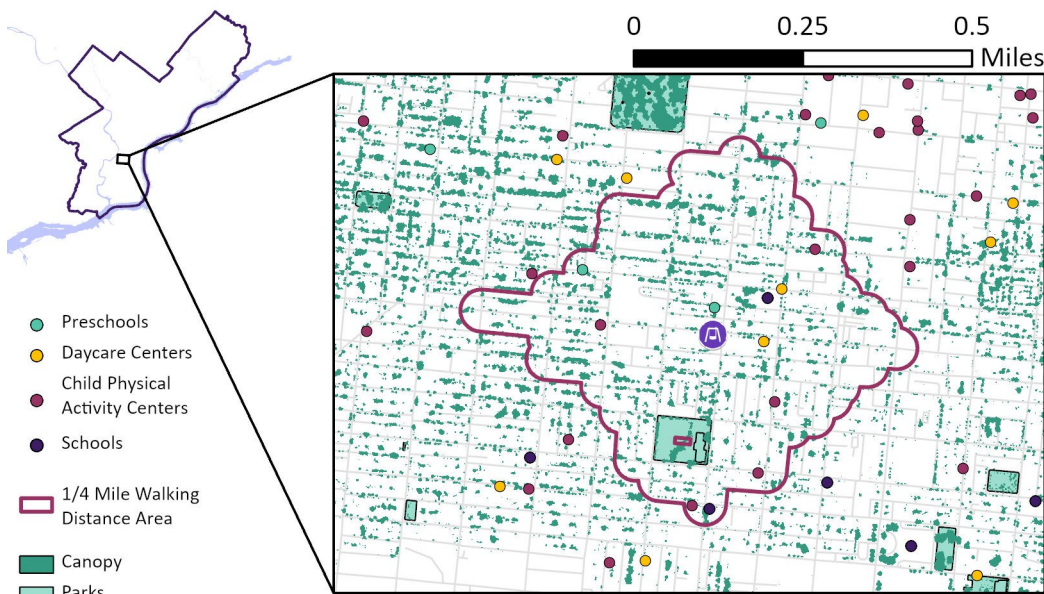 0 0.25 0.5
Miles
Preschools
Daycare Centers
Child Physical
Activity Centers
Schools
1/4 Mile Walking
Distance Area
Canopy
Parks